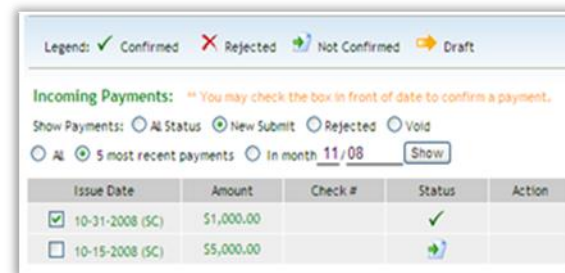 Legend: Confirmed Rejected Not Confirmed Draft
Incoming Payments: ** You may check the box in front of date to confirm a payment.
Show Payments: All Status New Submit Rejected Void
All 5 most recent payments In month 11/08 Show
Issue Date Amount Check # Status Action
10-31-2008 (SC) $1,000.00
10-15-2008 (SC) $5,000.00